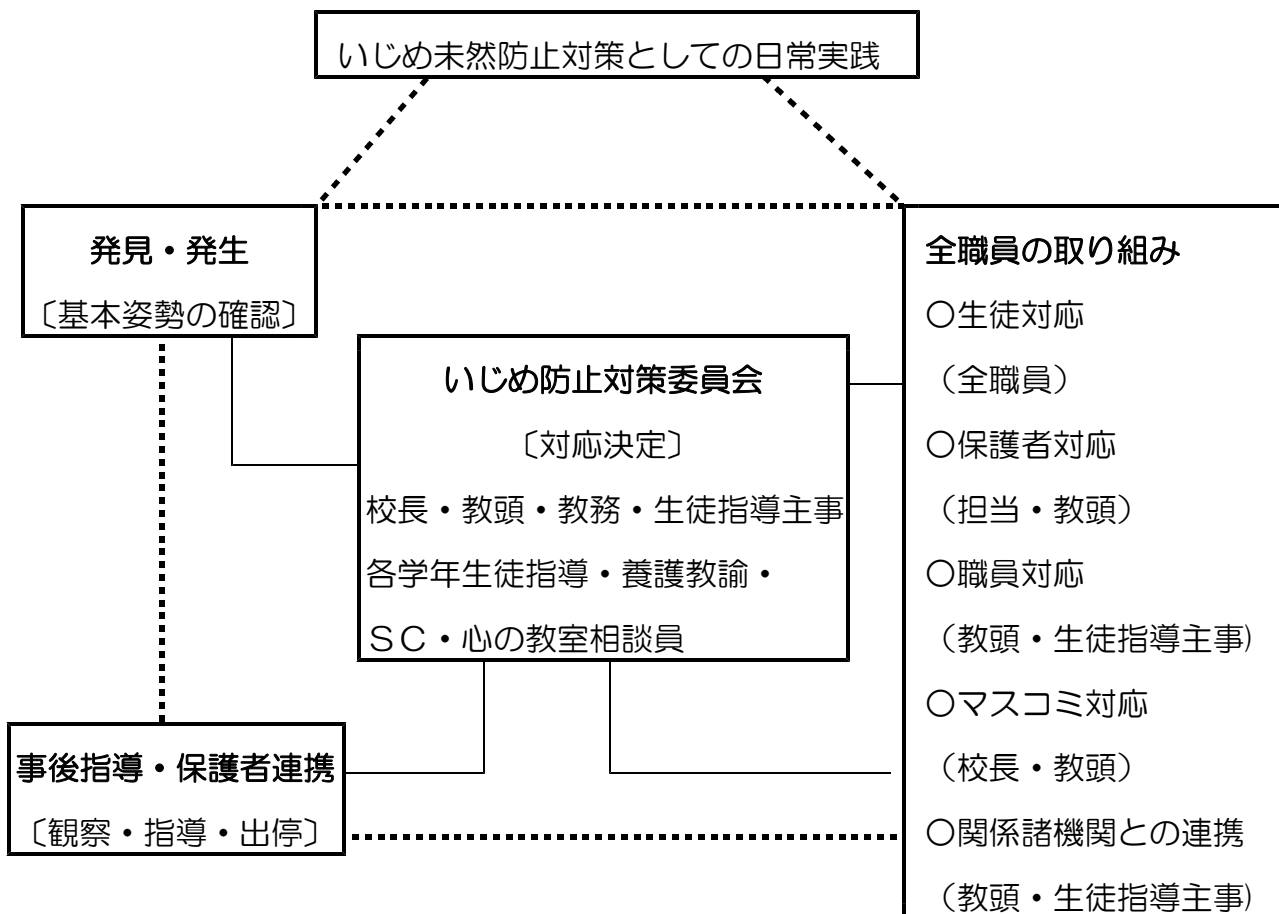 いじめ未然防止対策としての日常実践
発見・発生
〔基本姿勢の確認〕
いじめ防止対策委員会
〔対応決定〕
校長・教頭・教務・生徒指導主事
各学年生徒指導・養護教諭・
ＳＣ・心の教室相談員
事後指導・保護者連携
〔観察・指導・出停〕
全職員の取り組み
○生徒対応
（全職員）
○保護者対応
（担当・教頭）
○職員対応
（教頭・生徒指導主事)
○マスコミ対応
（校長・教頭）
○関係諸機関との連携
（教頭・生徒指導主事)